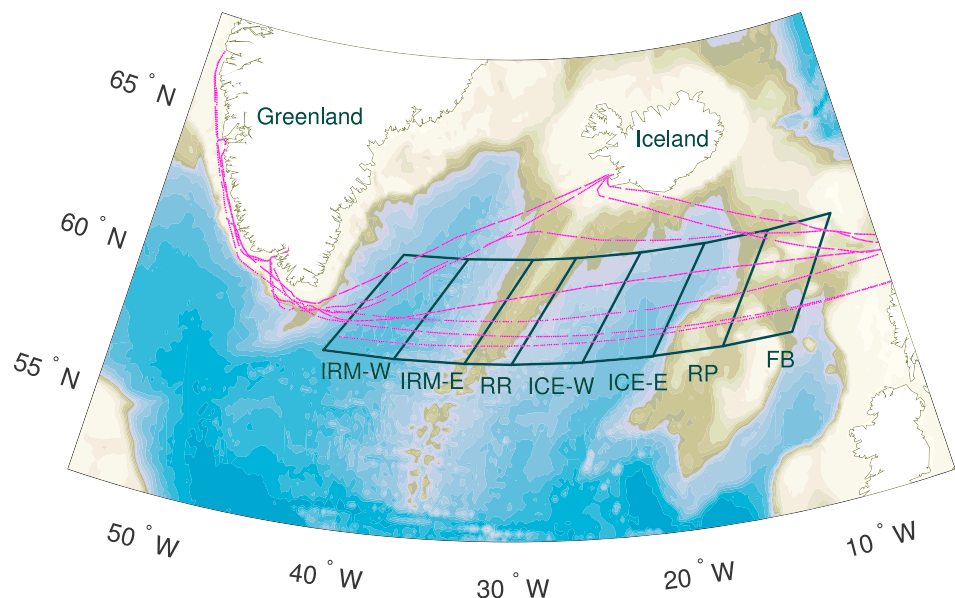 65 °N
Greenland
Iceland
60 °N
55 °N
IRM-W
IRM-E
RR
ICE-W
ICE-E
RP
FB
50 °W
40 °W
30 °W
20 °W
10 °W